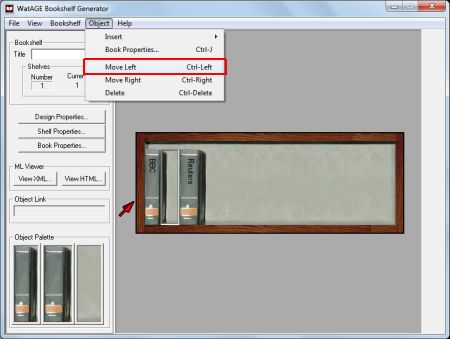 WatAGE Bookshelf Generator
File View Bookshelf Object Help
Insert
Book Properties... Ctrl-J
Move Left Ctrl-Left
Move Right Ctrl-Right
Delete Ctrl-Delete
Bookshelf
Title
Shelves
Number
1 1
Design Properties...
Shelf Properties...
Book Properties...
ML Viewer
View XML... View HTML...
Object Link
Object Palette
BBC
Reuters